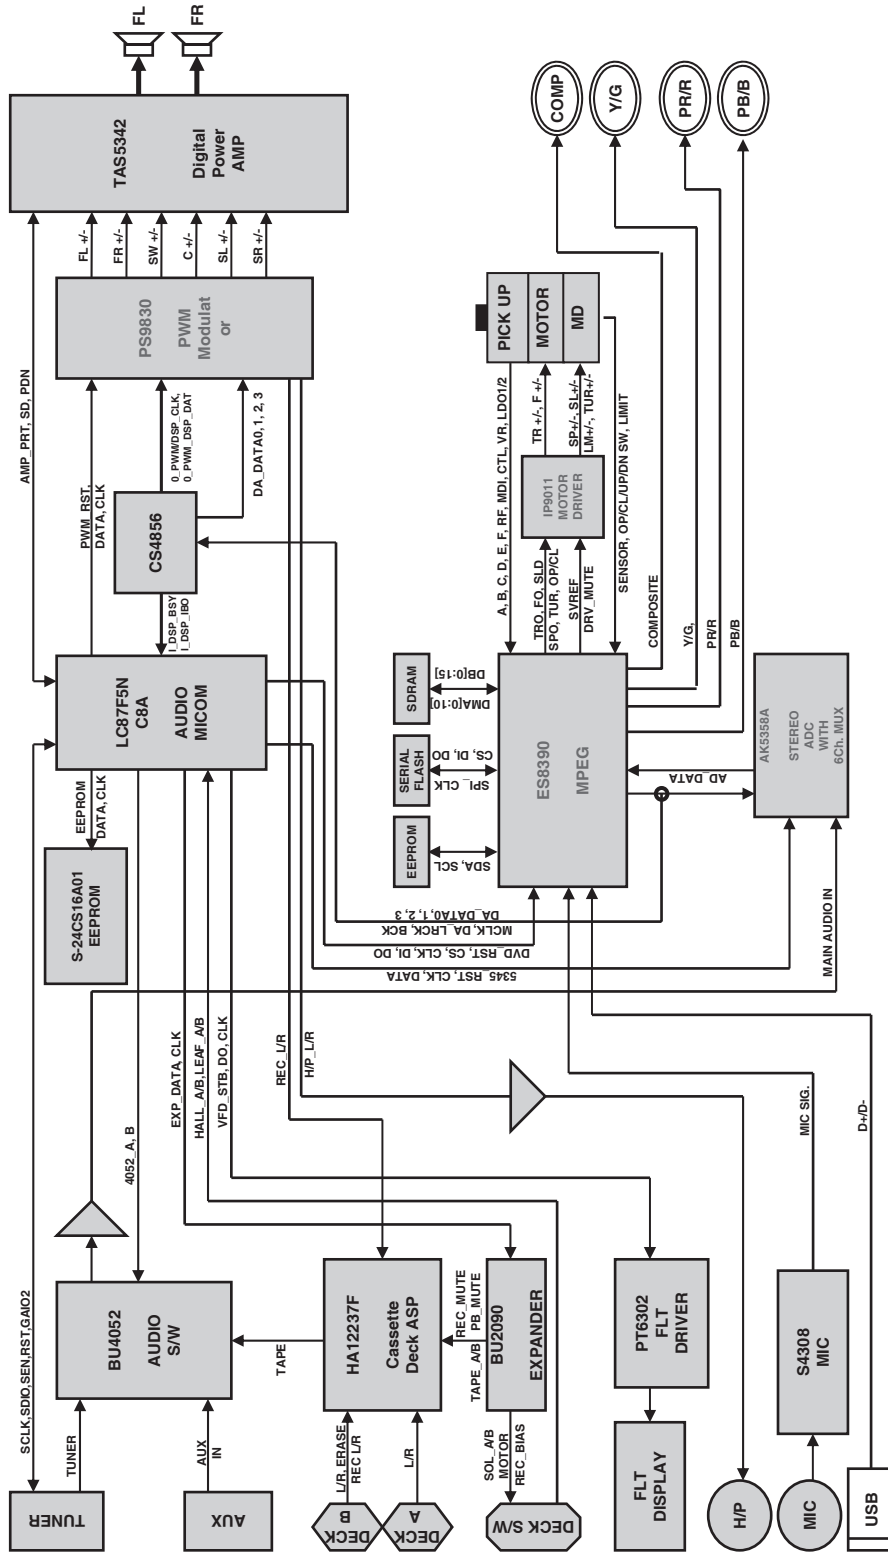 FL
FR
TAS5342
Digital
Power
AMP
AMP_PRT, SD, PDN
FL +/-
FR +/-
SW +/-
C +/-
SL +/-
SR +/-
PS9830
PWM
Modulat
or
PWM_RST,
DATA, CLK
0_PWM/DSP_CLK,
0_PWM_DSP_DAT
DA_DATA0, 1, 2, 3
CS4856
I_DSP_BSY
I_DSP_IBO
LC87F5N
C8A
AUDIO
MICOM
EEPROM
DATA, CLK
S-24CS16A01
EEPROM
SCLK,SDIO,SEN,RST,GAIO2
4052_A, B
EXP_DATA, CLK
HALL_A/B,LEAF_A/B
VFD_STB, DO, CLK
REC_L/R
H/P_L/R
BU4052
AUDIO
S/W
TUNER
TUNER
AUX
IN
AUX
TAPE
HA12237F
Cassette
Deck ASP
L/R, ERASE
REC L/R
L/R
DECK
B
DECK
A
REC_MUTE
PB_MUTE
TAPE_A/B
BU2090
EXPANDER
SOL_A/B
MOTOR
REC_BIAS
DECK S/W
PT6302
FLT
DRIVER
FLT
DISPLAY
H/P
S4308
MIC
MIC
MIC SIG.
USB
D+/D-
COMP
Y/G
PR/R
PB/B
PICK UP
MOTOR
MD
A, B, C, D, E, F, RF, MDI, CTL, VR, LDO1/2
TR +/-, F +/-
SP+/-, SL+/-
LM+/-, TUR+/-
IP9011
MOTOR
DRIVER
TRO, FO, SLD
SPO, TUR, OP/CL
SVREF
DRV_MUTE
SENSOR, OP/CL/UP/DN SW, LIMIT
COMPOSITE
Y/G,
PR/R
PB/B
SDRAM
DB[0:15]
DMA[0:10]
SERIAL
FLASH
CS, DI, DO
SPI_CLK
EEPROM
SDA, SCL
ES8390
MPEG
AD_DATA
AK5358A
STEREO
ADC
WITH
6Ch. MUX
DA_DATA0, 1, 2, 3
MCLK, DA_LRCK, BCK
DVD_RST, CS, CLK, DI, DO
5345_RST, CLK, DATA
MAIN AUDIO IN